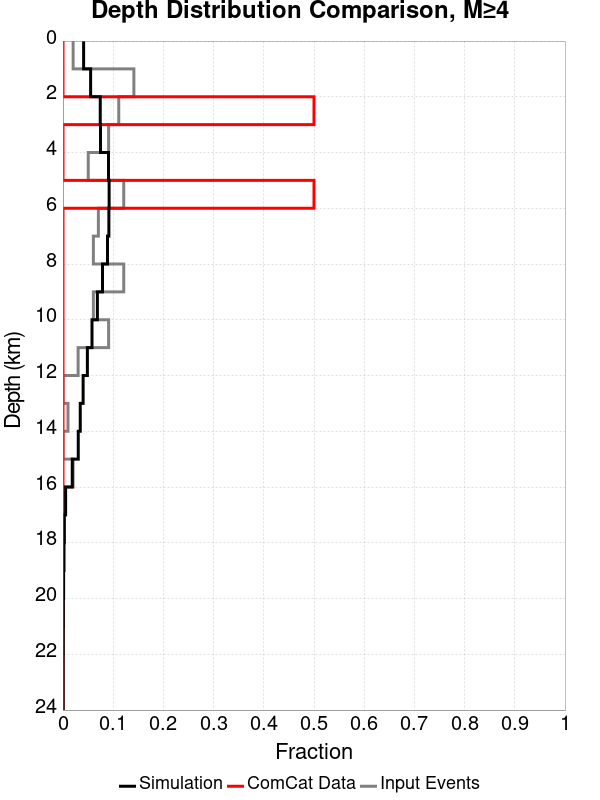 Depth Distribution Comparison, M≥4
0
2
4
6
8
10
12
14
16
18
20
22
24
Depth (km)
0 0.1 0.2 0.3 0.4 0.5 0.6 0.7 0.8 0.9 1
Fraction
Simulation ComCat Data Input Events